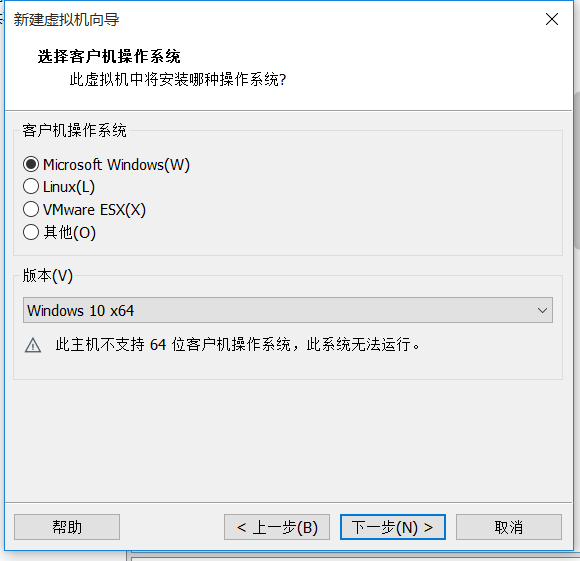 新建虚拟机向导
选择客户机操作系统
此虚拟机中将安装哪种操作系统?
客户机操作系统
Microsoft Windows(W)
Linux(L)
VMware ESX(X)
其他(O)
版本(V)
Windows 10 x64
此主机不支持 64 位客户机操作系统，此系统无法运行。
帮助
< 上一步(B)
下一步(N) >
取消